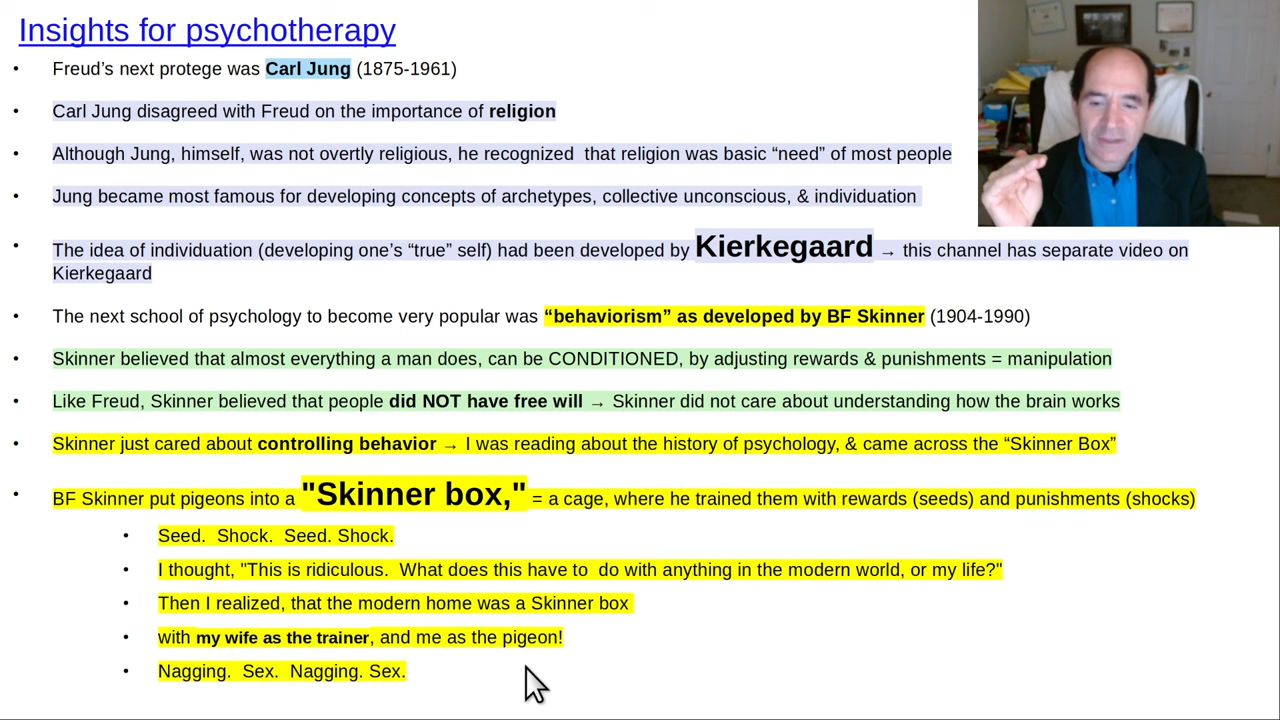 Insights for psychotherapy
• Freud’s next protege was Carl Jung (1875-1961)
• Carl Jung disagreed with Freud on the importance of religion
• Although Jung, himself, was not overtly religious, he recognized  that religion was basic “need” of most people
• Jung became most famous for developing concepts of archetypes, collective unconscious, & individuation
• The idea of individuation (developing one’s “true” self) had been developed by Kierkegaard → this channel has separate video on
Kierkegaard
• The next school of psychology to become very popular was “behaviorism” as developed by BF Skinner (1904-1990)
• Skinner believed that almost everything a man does, can be CONDITIONED, by adjusting rewards & punishments = manipulation
• Like Freud, Skinner believed that people did NOT have free will → Skinner did not care about understanding how the brain works
• Skinner just cared about controlling behavior → I was reading about the history of psychology, & came across the “Skinner Box”
• BF Skinner put pigeons into a "Skinner box," = a cage, where he trained them with rewards (seeds) and punishments (shocks)
• Seed.  Shock.  Seed. Shock.
• I thought, "This is ridiculous.  What does this have to  do with anything in the modern world, or my life?"
• Then I realized, that the modern home was a Skinner box
• with my wife as the trainer, and me as the pigeon!
• Nagging.  Sex.  Nagging. Sex.